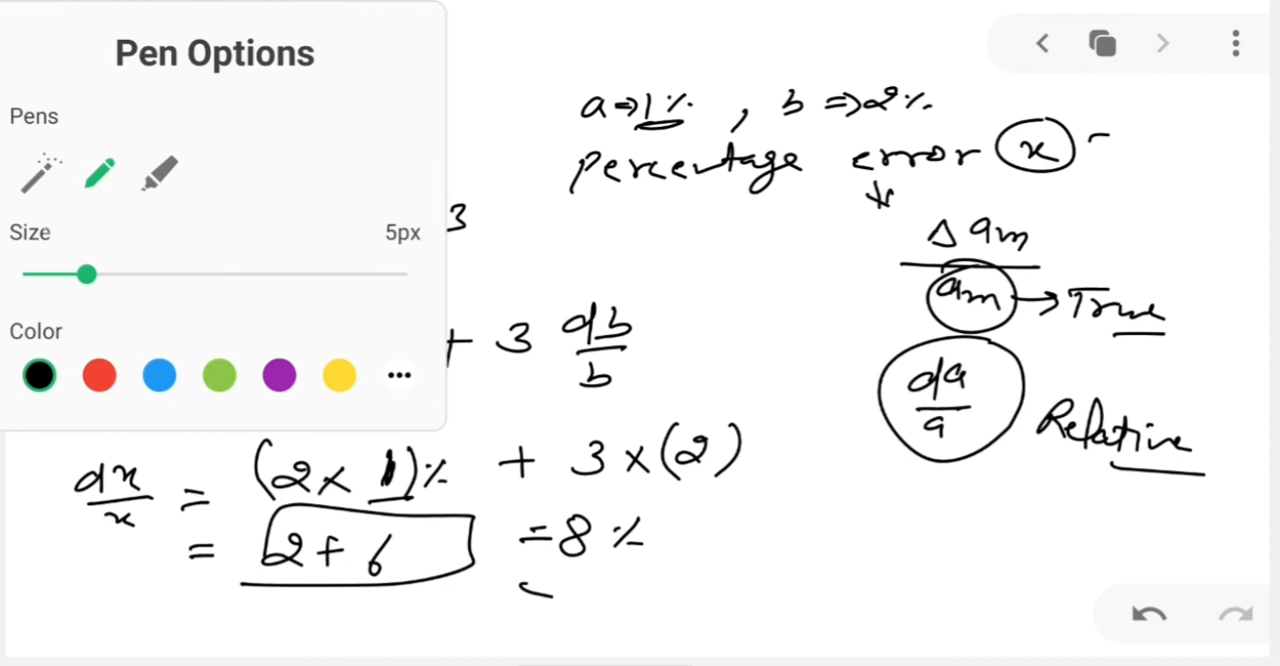 Pen Options
Pens
Size 5px
Color
a ⇒ 1 % , b ⇒ 2 %
Percentage error x
3
Δ am
am → True
+ 3 db
b
da
a
Relative
dx
x
= (2 × 1)% + 3 × (2)
= 2 + 6 = 8 %